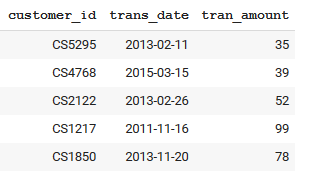 customer_id trans_date tran_amount
CS5295 2013-02-11 35
CS4768 2015-03-15 39
CS2122 2013-02-26 52
CS1217 2011-11-16 99
CS1850 2013-11-20 78